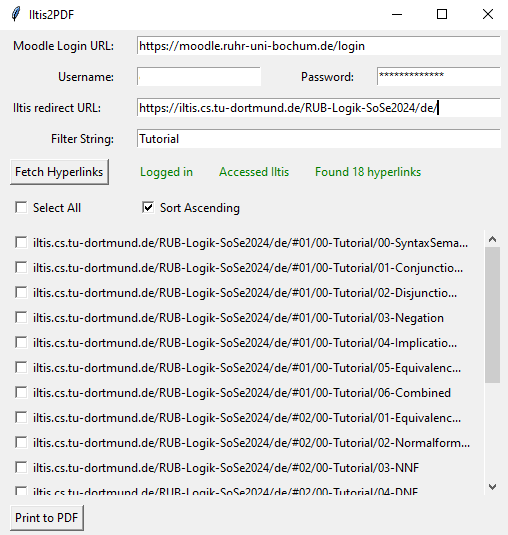 Iltis2PDF
Moodle Login URL: https://moodle.ruhr-uni-bochum.de/login
Username: Password: *************
Iltis redirect URL: https://iltis.cs.tu-dortmund.de/RUB-Logik-SoSe2024/de/
Filter String: Tutorial
Fetch Hyperlinks Logged in Accessed Iltis Found 18 hyperlinks
Select All Sort Ascending
iltis.cs.tu-dortmund.de/RUB-Logik-SoSe2024/de/#01/00-Tutorial/00-SyntaxSema...
iltis.cs.tu-dortmund.de/RUB-Logik-SoSe2024/de/#01/00-Tutorial/01-Conjunctio...
iltis.cs.tu-dortmund.de/RUB-Logik-SoSe2024/de/#01/00-Tutorial/02-Disjunctio...
iltis.cs.tu-dortmund.de/RUB-Logik-SoSe2024/de/#01/00-Tutorial/03-Negation
iltis.cs.tu-dortmund.de/RUB-Logik-SoSe2024/de/#01/00-Tutorial/04-Implicatio...
iltis.cs.tu-dortmund.de/RUB-Logik-SoSe2024/de/#01/00-Tutorial/05-Equivalenc...
iltis.cs.tu-dortmund.de/RUB-Logik-SoSe2024/de/#01/00-Tutorial/06-Combined
iltis.cs.tu-dortmund.de/RUB-Logik-SoSe2024/de/#02/00-Tutorial/01-Equivalenc...
iltis.cs.tu-dortmund.de/RUB-Logik-SoSe2024/de/#02/00-Tutorial/02-Normalform...
iltis.cs.tu-dortmund.de/RUB-Logik-SoSe2024/de/#02/00-Tutorial/03-NNF
iltis.cs.tu-dortmund.de/RUB-Logik-SoSe2024/de/#02/00-Tutorial/04-DNF
Print to PDF